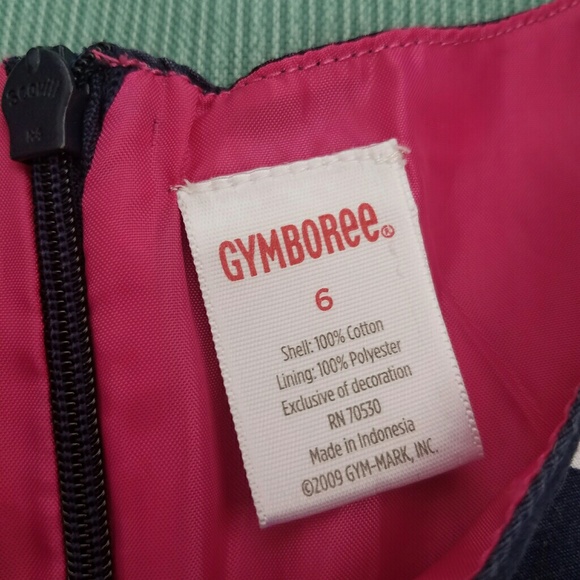 scovill
GYMBOREE®
6
Shell: 100% Cotton
Lining: 100% Polyester
Exclusive of decoration
RN 70530
Made in Indonesia
©2009 GYM-MARK, INC.